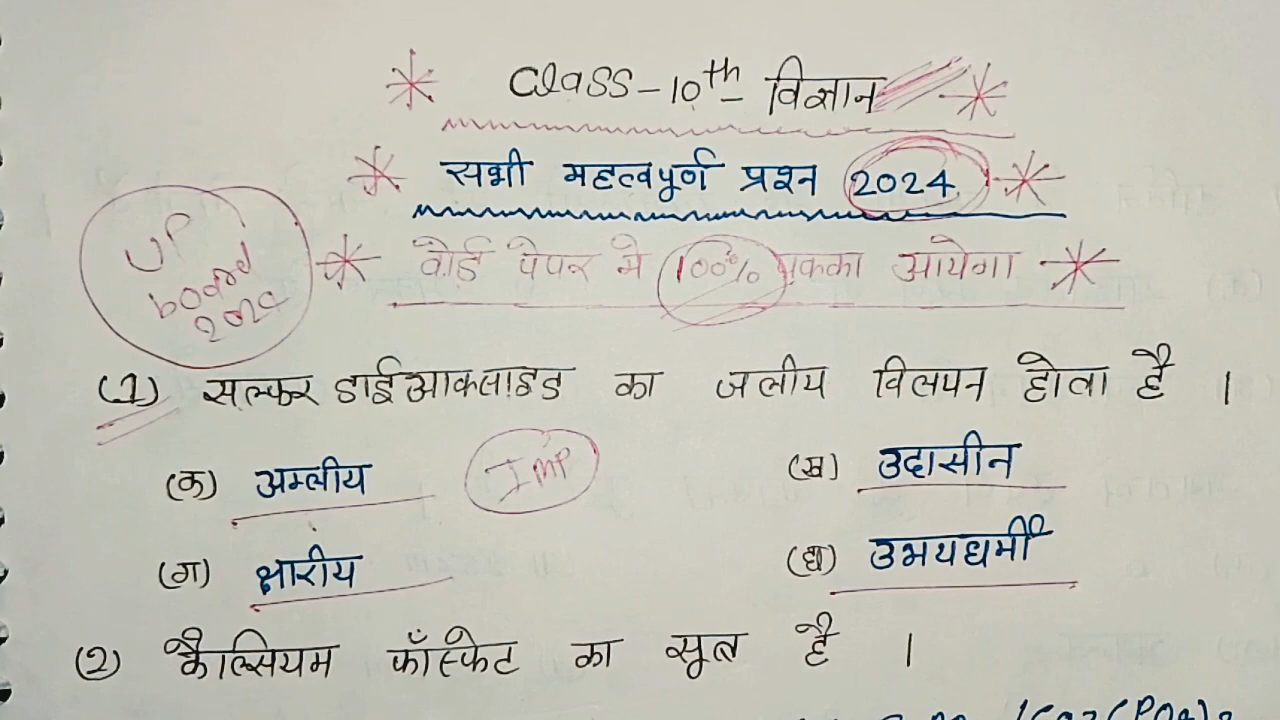 Class-10th विज्ञान
सभी महत्वपूर्ण प्रश्न 2024
UP board
वोर्ड पेपर मे 100% पक्का आयेगा
(1) सल्फर डाईआक्साइड का जलीय विलयन होता है ।
(क) अम्लीय IMP (ख) उदासीन
(ग) क्षारीय (घ) उभयधर्मी
(2) कैल्सियम फॉस्फेट का सूत्र है ।